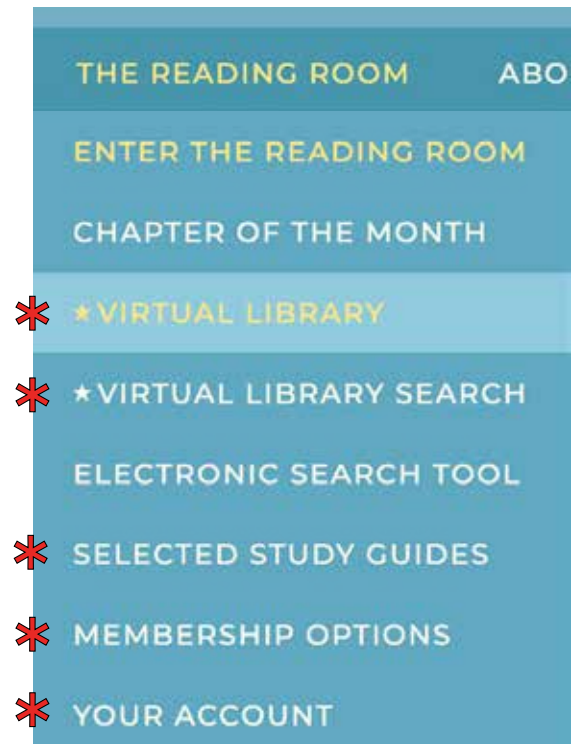 THE READING ROOM ABO
ENTER THE READING ROOM
CHAPTER OF THE MONTH
★ VIRTUAL LIBRARY
★ VIRTUAL LIBRARY SEARCH
ELECTRONIC SEARCH TOOL
SELECTED STUDY GUIDES
MEMBERSHIP OPTIONS
YOUR ACCOUNT